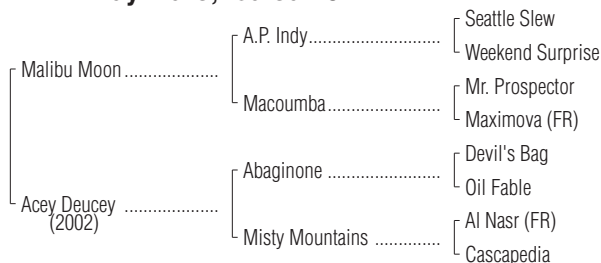 Seattle Slew
A.P. Indy
Weekend Surprise
Malibu Moon
Mr. Prospector
Macoumba
Maximova (FR)
Devil's Bag
Abaginone
Oil Fable
Acey Deucey
(2002)
Al Nasr (FR)
Misty Mountains
Cascapedia